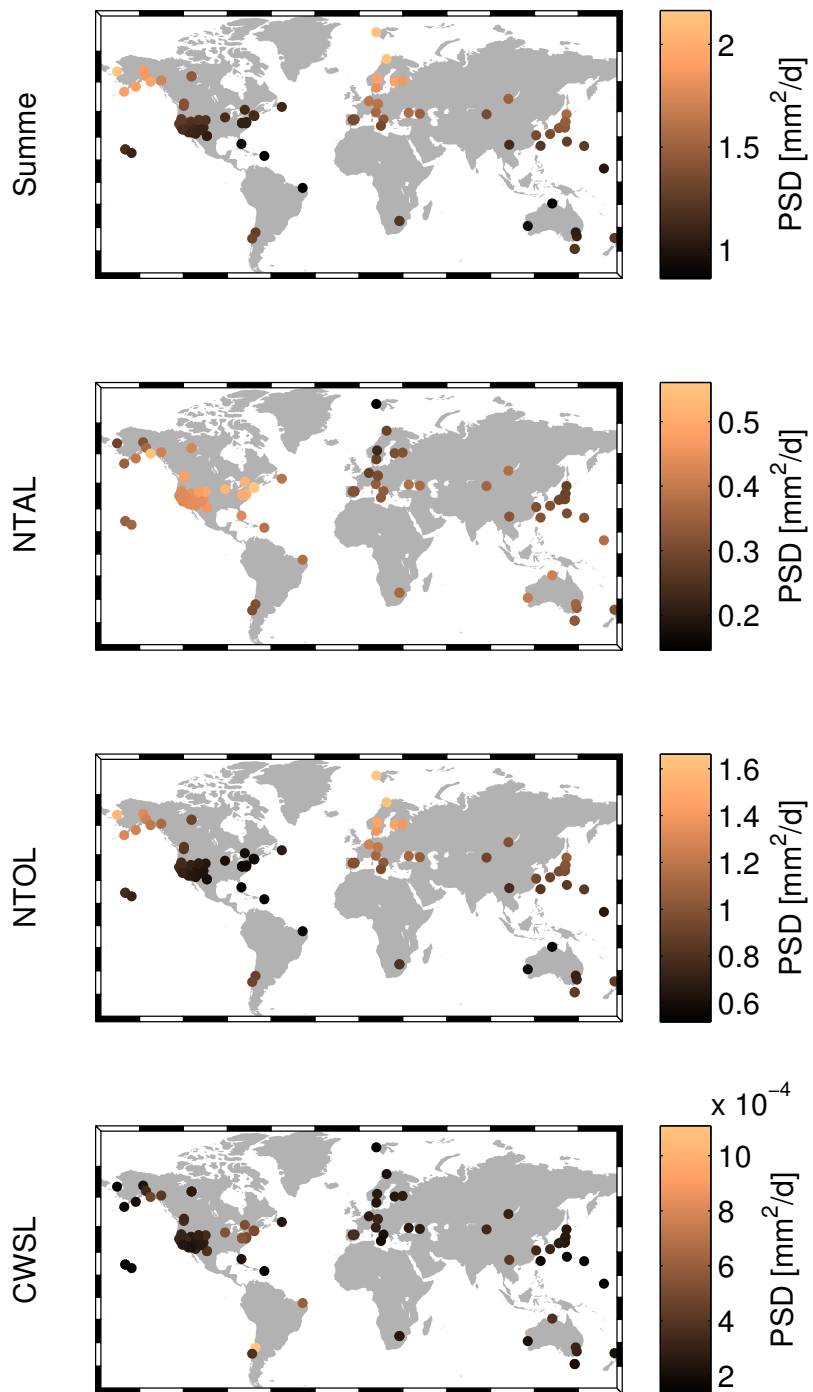 Summe
2
1.5
1
PSD [mm²/d]
NTAL
0.5
0.4
0.3
0.2
PSD [mm²/d]
NTOL
1.6
1.4
1.2
1
0.8
0.6
PSD [mm²/d]
CWSL
x 10⁻⁴
10
8
6
4
2
PSD [mm²/d]